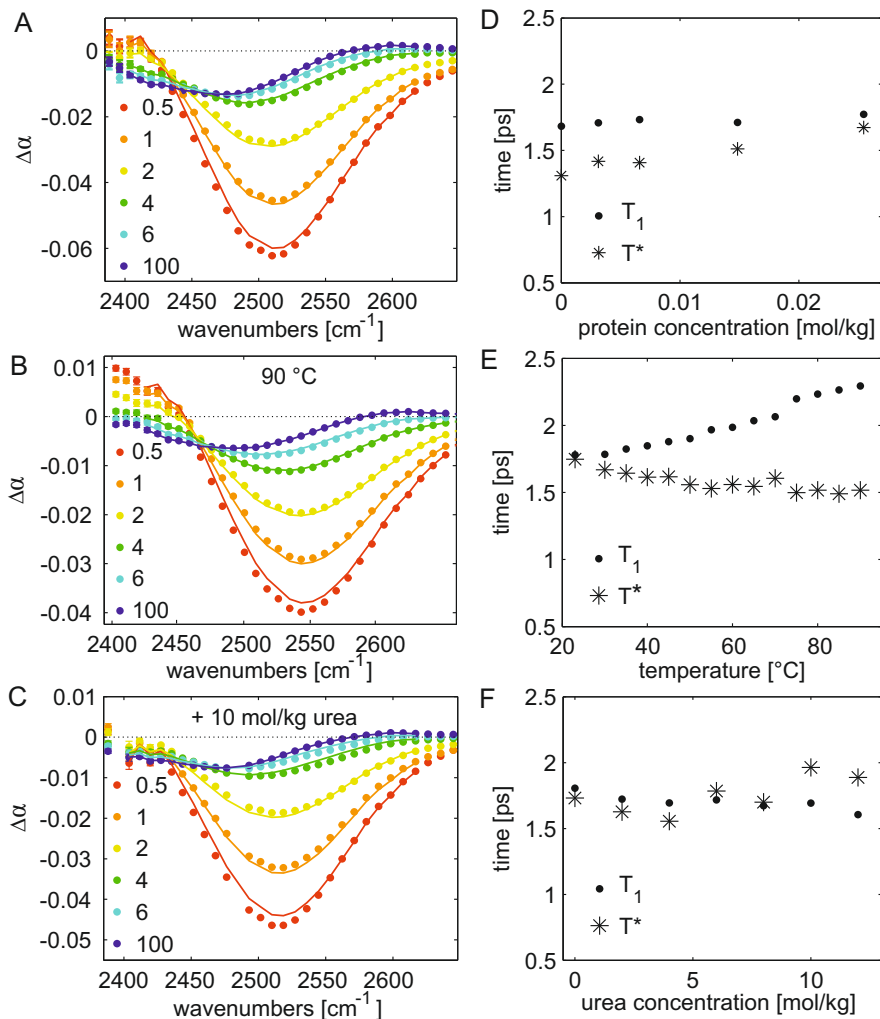 A
0
-0.02
-0.04
-0.06
Δα
0.5
1
2
4
6
100
2400 2450 2500 2550 2600
wavenumbers [cm⁻¹]
B
90 °C
0.01
0
-0.01
-0.02
-0.03
-0.04
Δα
0.5
1
2
4
6
100
2400 2450 2500 2550 2600
wavenumbers [cm⁻¹]
C
+ 10 mol/kg urea
0.01
0
-0.01
-0.02
-0.03
-0.04
-0.05
Δα
0.5
1
2
4
6
100
2400 2450 2500 2550 2600
wavenumbers [cm⁻¹]
D
2.5
2
1.5
1
0.5
time [ps]
T₁
T*
0 0.01 0.02
protein concentration [mol/kg]
E
2.5
2
1.5
1
0.5
time [ps]
T₁
T*
20 40 60 80
temperature [°C]
F
2.5
2
1.5
1
0.5
time [ps]
T₁
T*
0 5 10
urea concentration [mol/kg]